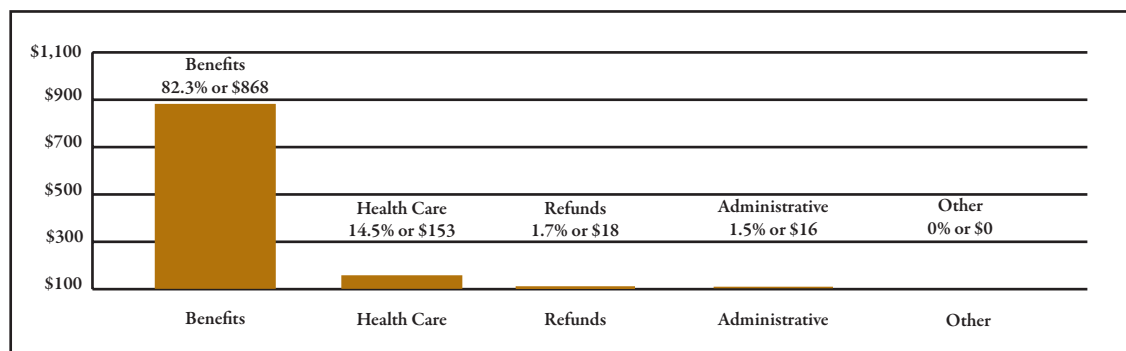 $1,100
$900
$700
$500
$300
$100
Benefits
82.3% or $868
Health Care
14.5% or $153
Refunds
1.7% or $18
Administrative
1.5% or $16
Other
0% or $0
Benefits
Health Care
Refunds
Administrative
Other